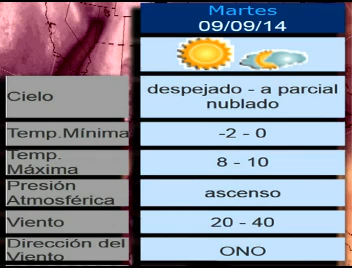 Martes
09/09/14
Cielo
despejado - a parcial
nublado
Temp.Mínima
-2 - 0
Temp.
Máxima
8 - 10
Presión
Atmosférica
ascenso
Viento
20 - 40
Dirección del
Viento
ONO